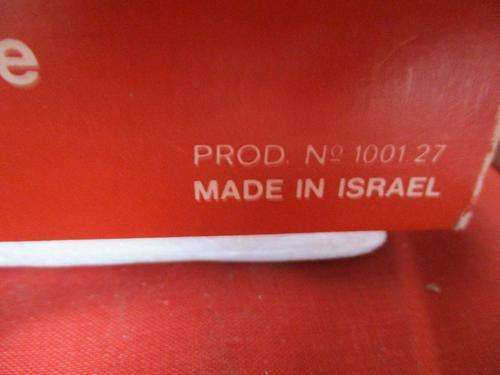 e
PROD. Nº 1001 27
MADE IN ISRAEL